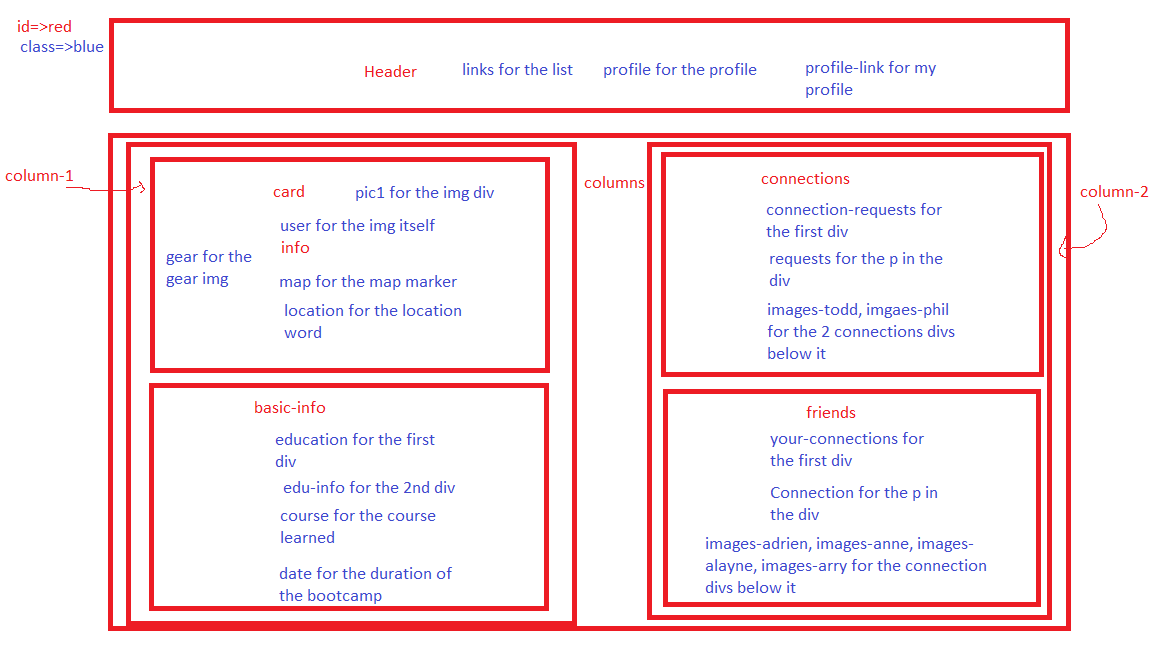 id=>red
class=>blue
Header
links for the list
profile for the profile
profile-link for my
profile
column-1
card
pic1 for the img div
user for the img itself
info
gear for the
gear img
map for the map marker
location for the location
word
basic-info
education for the first
div
edu-info for the 2nd div
course for the course
learned
date for the duration of
the bootcamp
columns
connections
connection-requests for
the first div
requests for the p in the
div
images-todd, imgaes-phil
for the 2 connections divs
below it
friends
your-connections for
the first div
Connection for the p in
the div
images-adrien, images-anne, images-
alayne, images-arry for the connection
divs below it
column-2